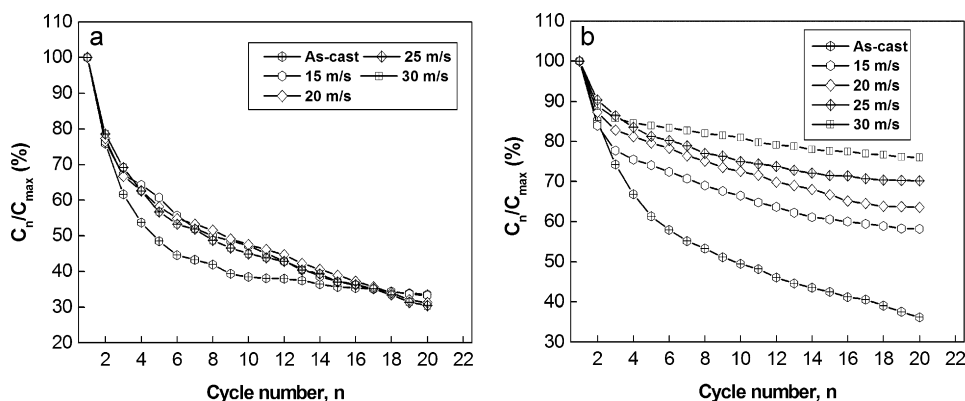 a
As-cast 25 m/s
15 m/s 30 m/s
20 m/s
110
100
90
80
70
60
50
40
30
20
Cn/Cmax (%)
2 4 6 8 10 12 14 16 18 20 22
Cycle number, n
b
As-cast
15 m/s
20 m/s
25 m/s
30 m/s
110
100
90
80
70
60
50
40
30
Cn/Cmax (%)
2 4 6 8 10 12 14 16 18 20 22
Cycle number, n